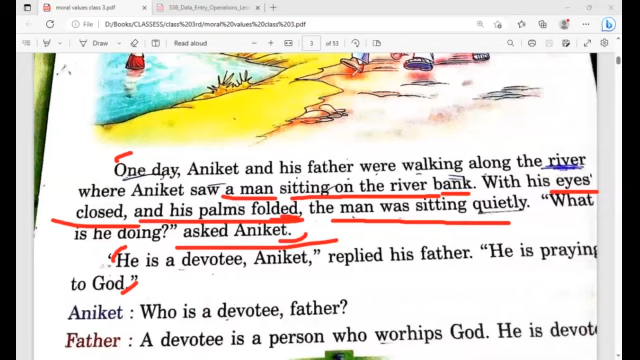 moral values class 3.pdf
338_Data_Entry_Operations_Less
D:/Books/CLASSESS/class%203rd/moral%20values%20class%203.pdf
Draw
Read aloud
3 of 53
One day, Aniket and his father were walking along the river
where Aniket saw a man sitting on the river bank. With his eyes
closed, and his palms folded, the man was sitting quietly. “What
is he doing?” asked Aniket.
“He is a devotee, Aniket,” replied his father. “He is praying
to God.”
Aniket : Who is a devotee, father?
Father : A devotee is a person who worhips God. He is devote